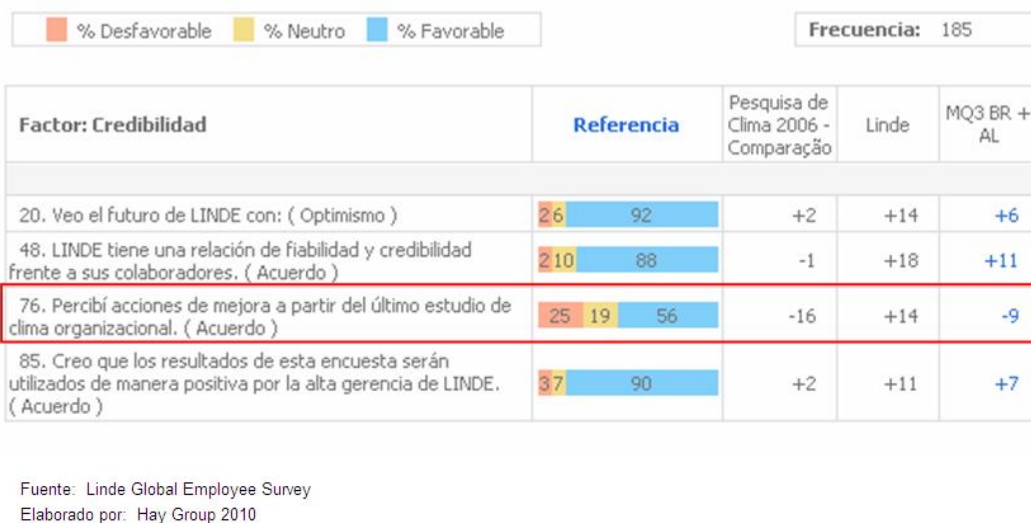 % Desfavorable % Neutro % Favorable Frecuencia: 185
Factor: Credibilidad Referencia Pesquisa de Clima 2006 - Comparação Linde MQ3 BR + AL
20. Veo el futuro de LINDE con: ( Optimismo ) 2 6 92 +2 +14 +6
48. LINDE tiene una relación de fiabilidad y credibilidad
frente a sus colaboradores. ( Acuerdo ) 2 10 88 -1 +18 +11
76. Percibí acciones de mejora a partir del último estudio de
clima organizacional. ( Acuerdo ) 25 19 56 -16 +14 -9
85. Creo que los resultados de esta encuesta serán
utilizados de manera positiva por la alta gerencia de LINDE.
( Acuerdo ) 3 7 90 +2 +11 +7
Fuente: Linde Global Employee Survey
Elaborado por: Hay Group 2010